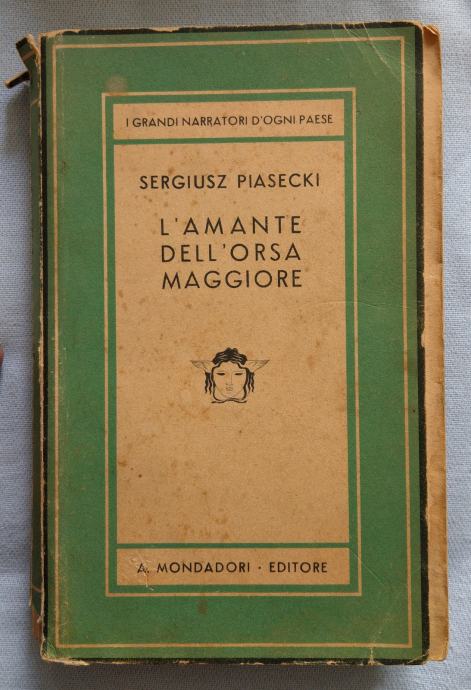 I GRANDI NARRATORI D'OGNI PAESE
SERGIUSZ PIASECKI
L'AMANTE
DELL'ORSA
MAGGIORE
A. MONDADORI · EDITORE